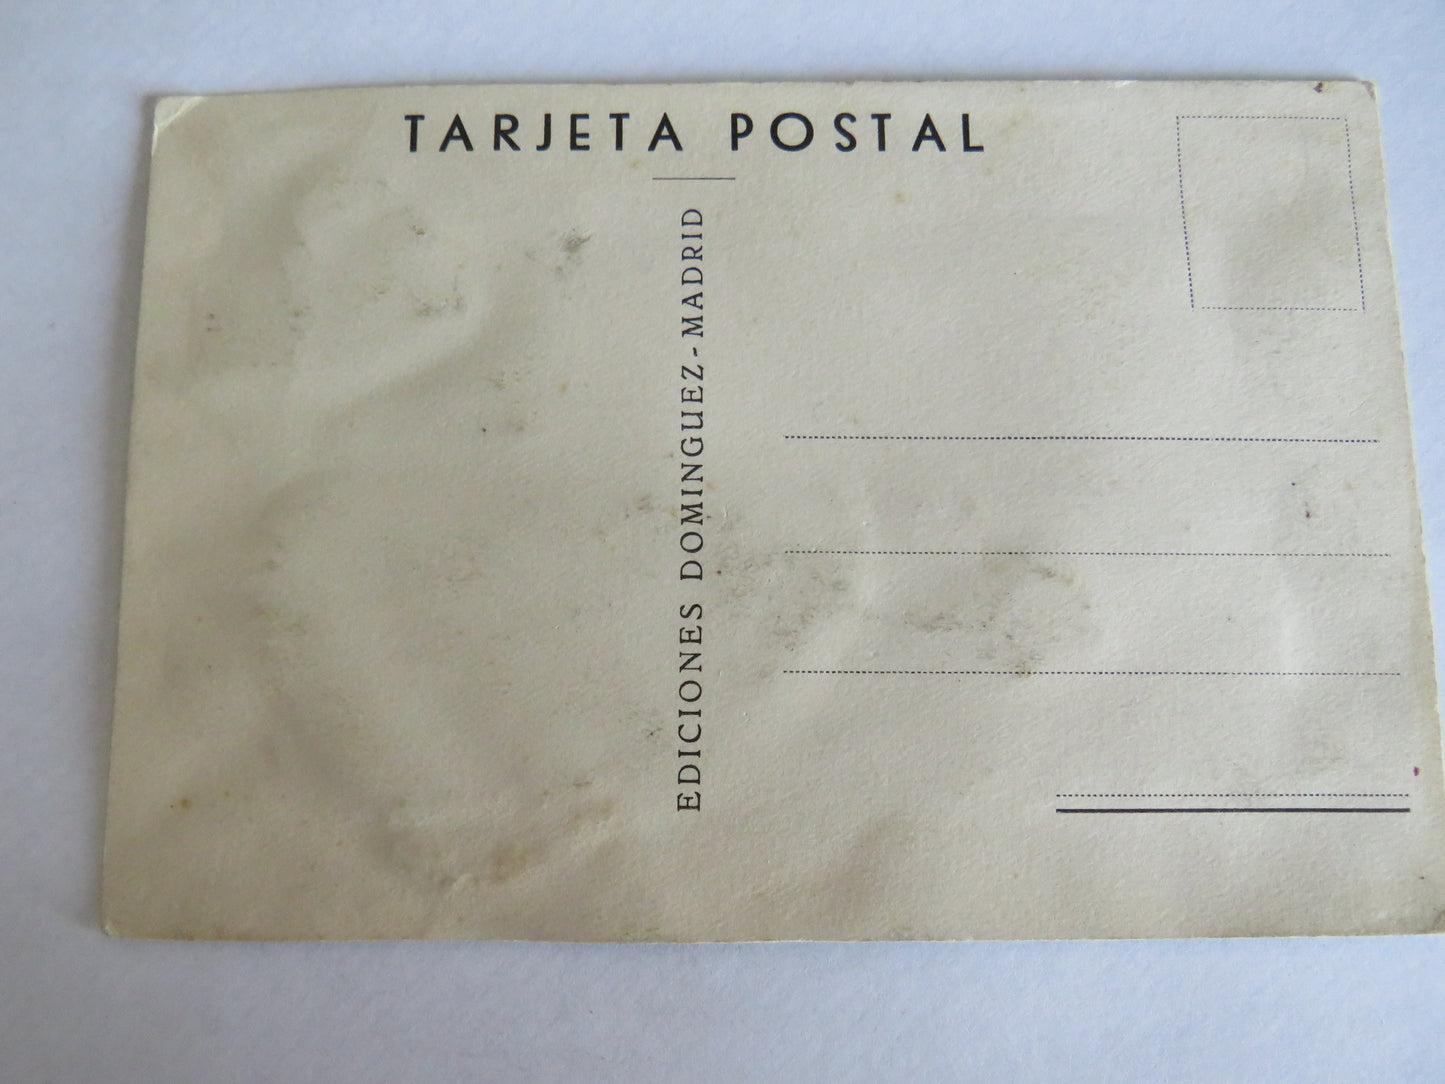 TARJETA POSTAL
EDICIONES DOMINGUEZ - MADRID